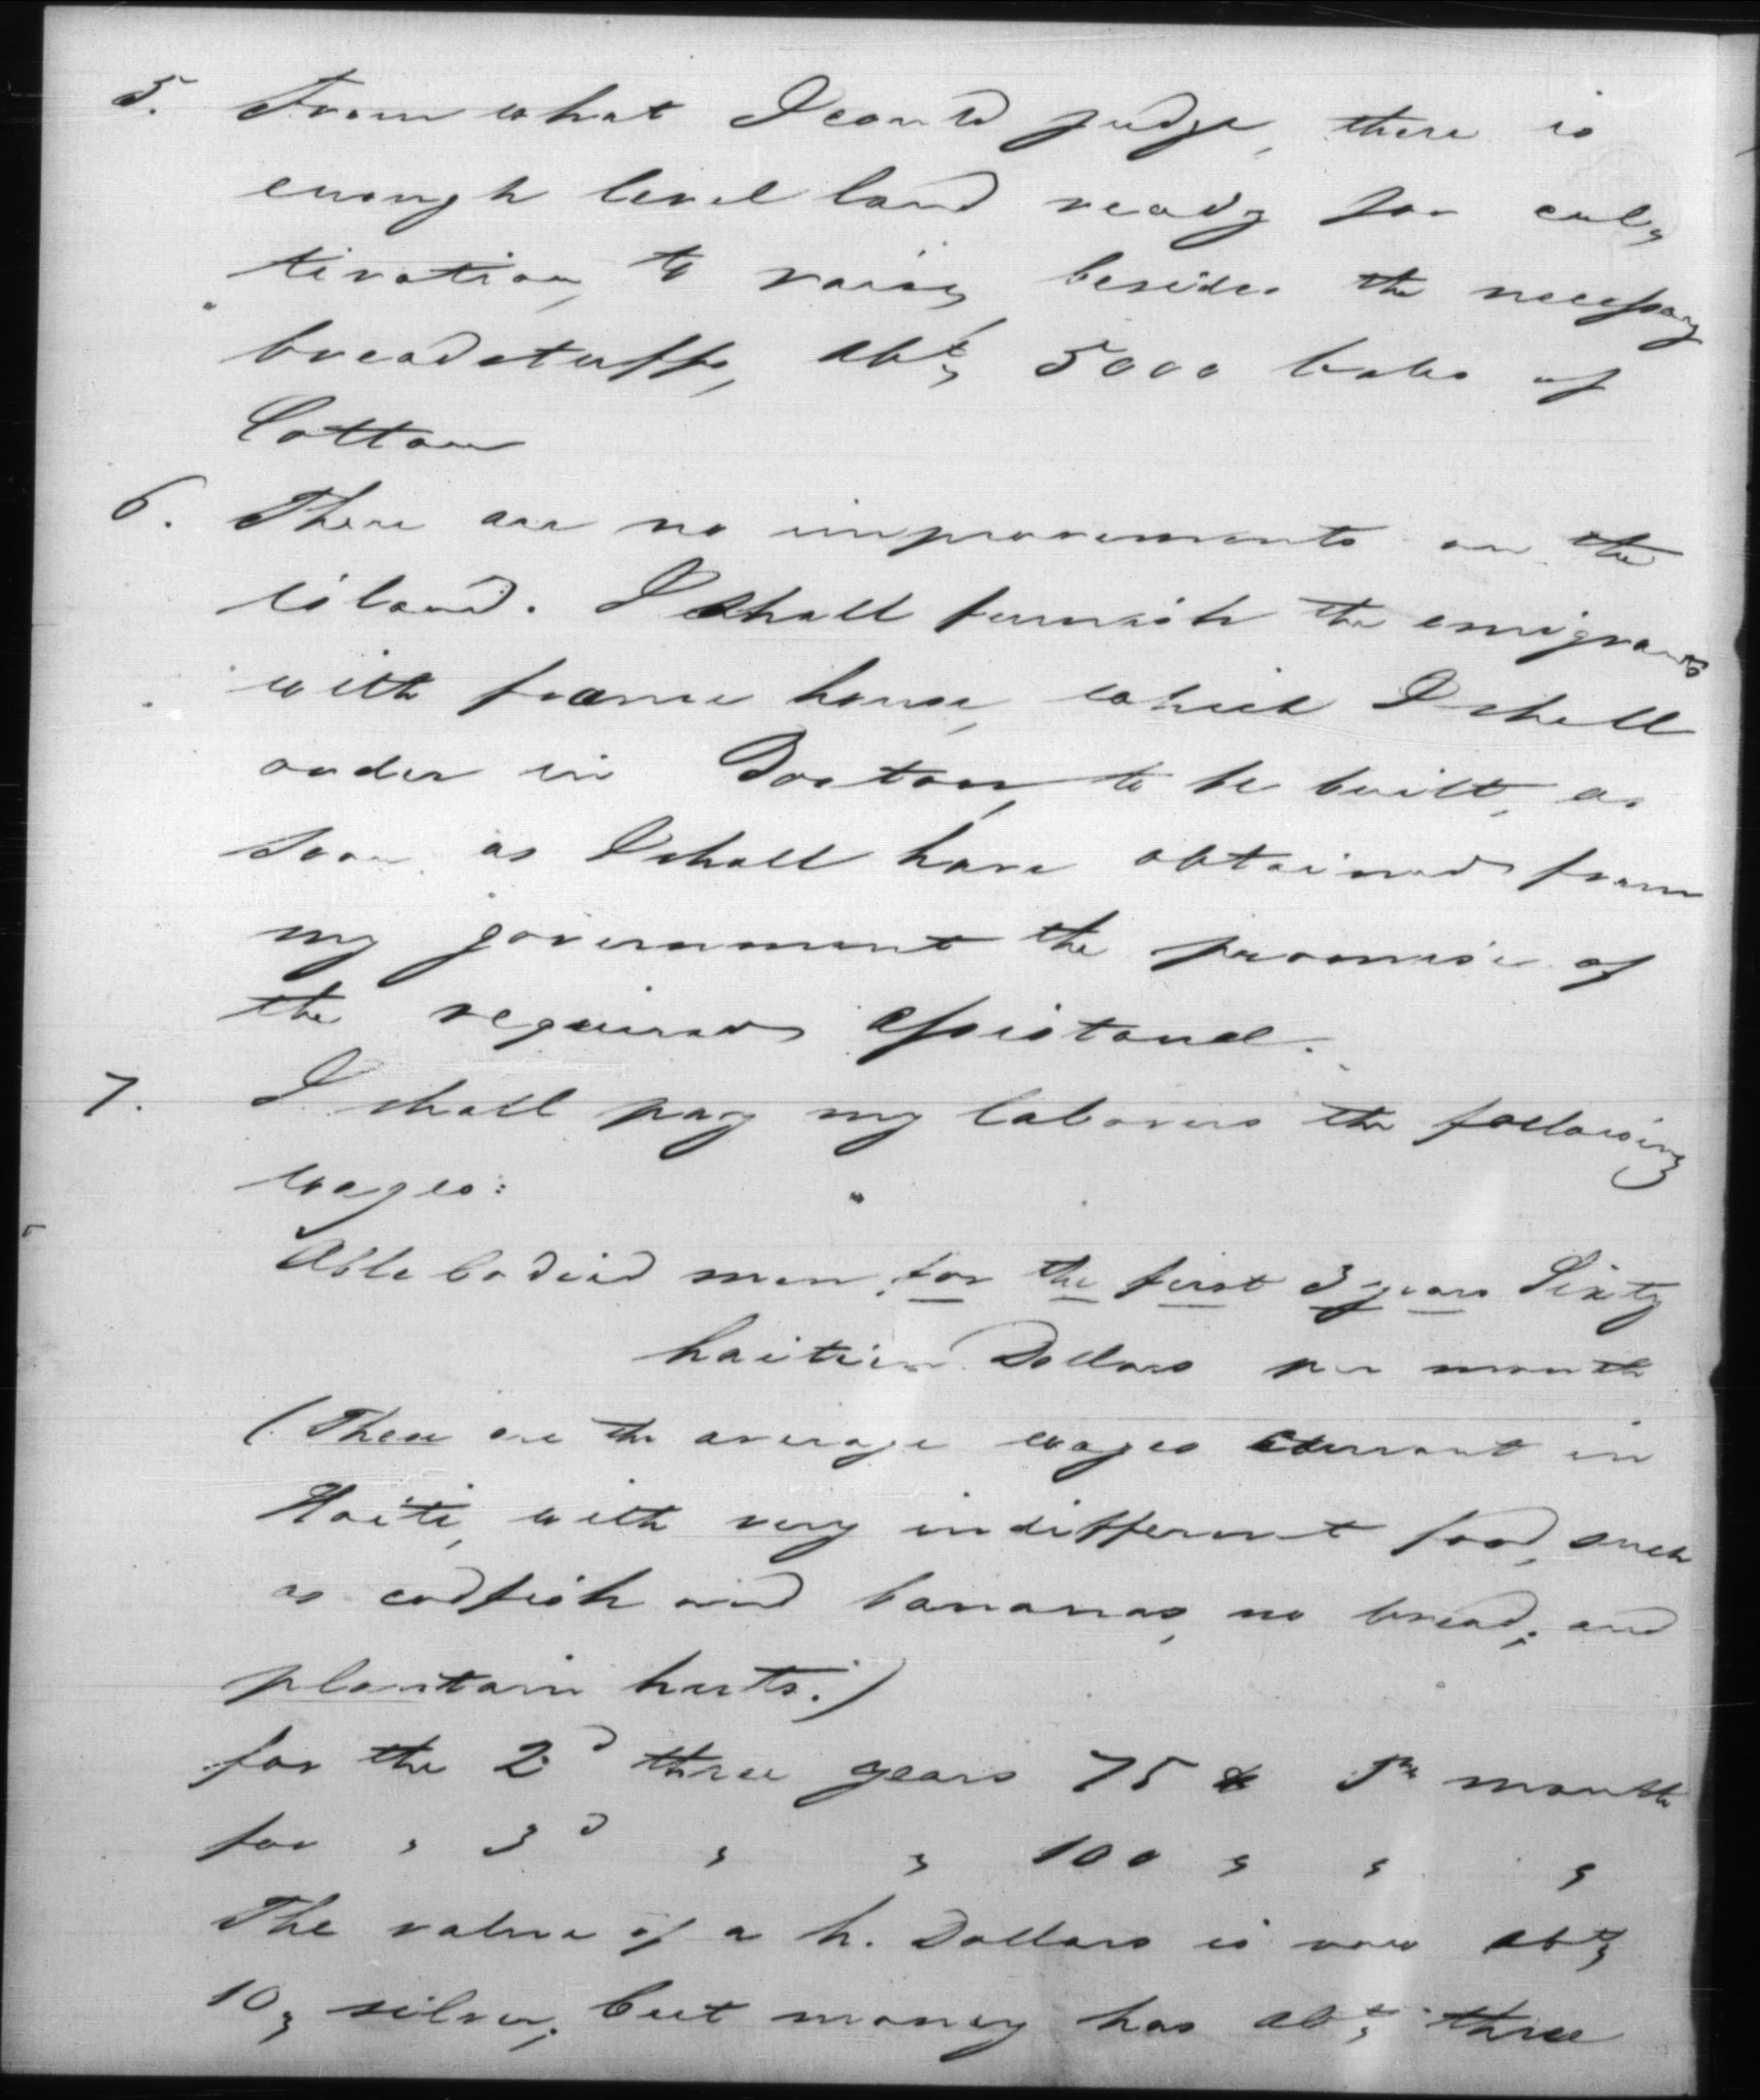 5. From what I could judge, there is
enough level land ready for cul,
tivation, to raise, besides the necessary
breadstuffs, abt, 5000 bales of
Cotton
6. There are no improvements on the
island. I shall furnish the emigrants
with frame house, which I shall
order in Boston, to be built, as
soon as I shall have obtained from
my government the promise of
the required assistance.
7. I shall pay my laborers the following
wages:
Able bodied men, for the first 3 years Sixty
haitien Dollars per month
(These are the average wages current in
Haiti, with very indifferent food, such
as codfish and bananas, no bread; and
plantain huts.)
for the 2d three years 75 $ pr month
for " 3d " " 100 " " "
The value of a h. Dollars is now abt,
10, silver; but money has abt, three